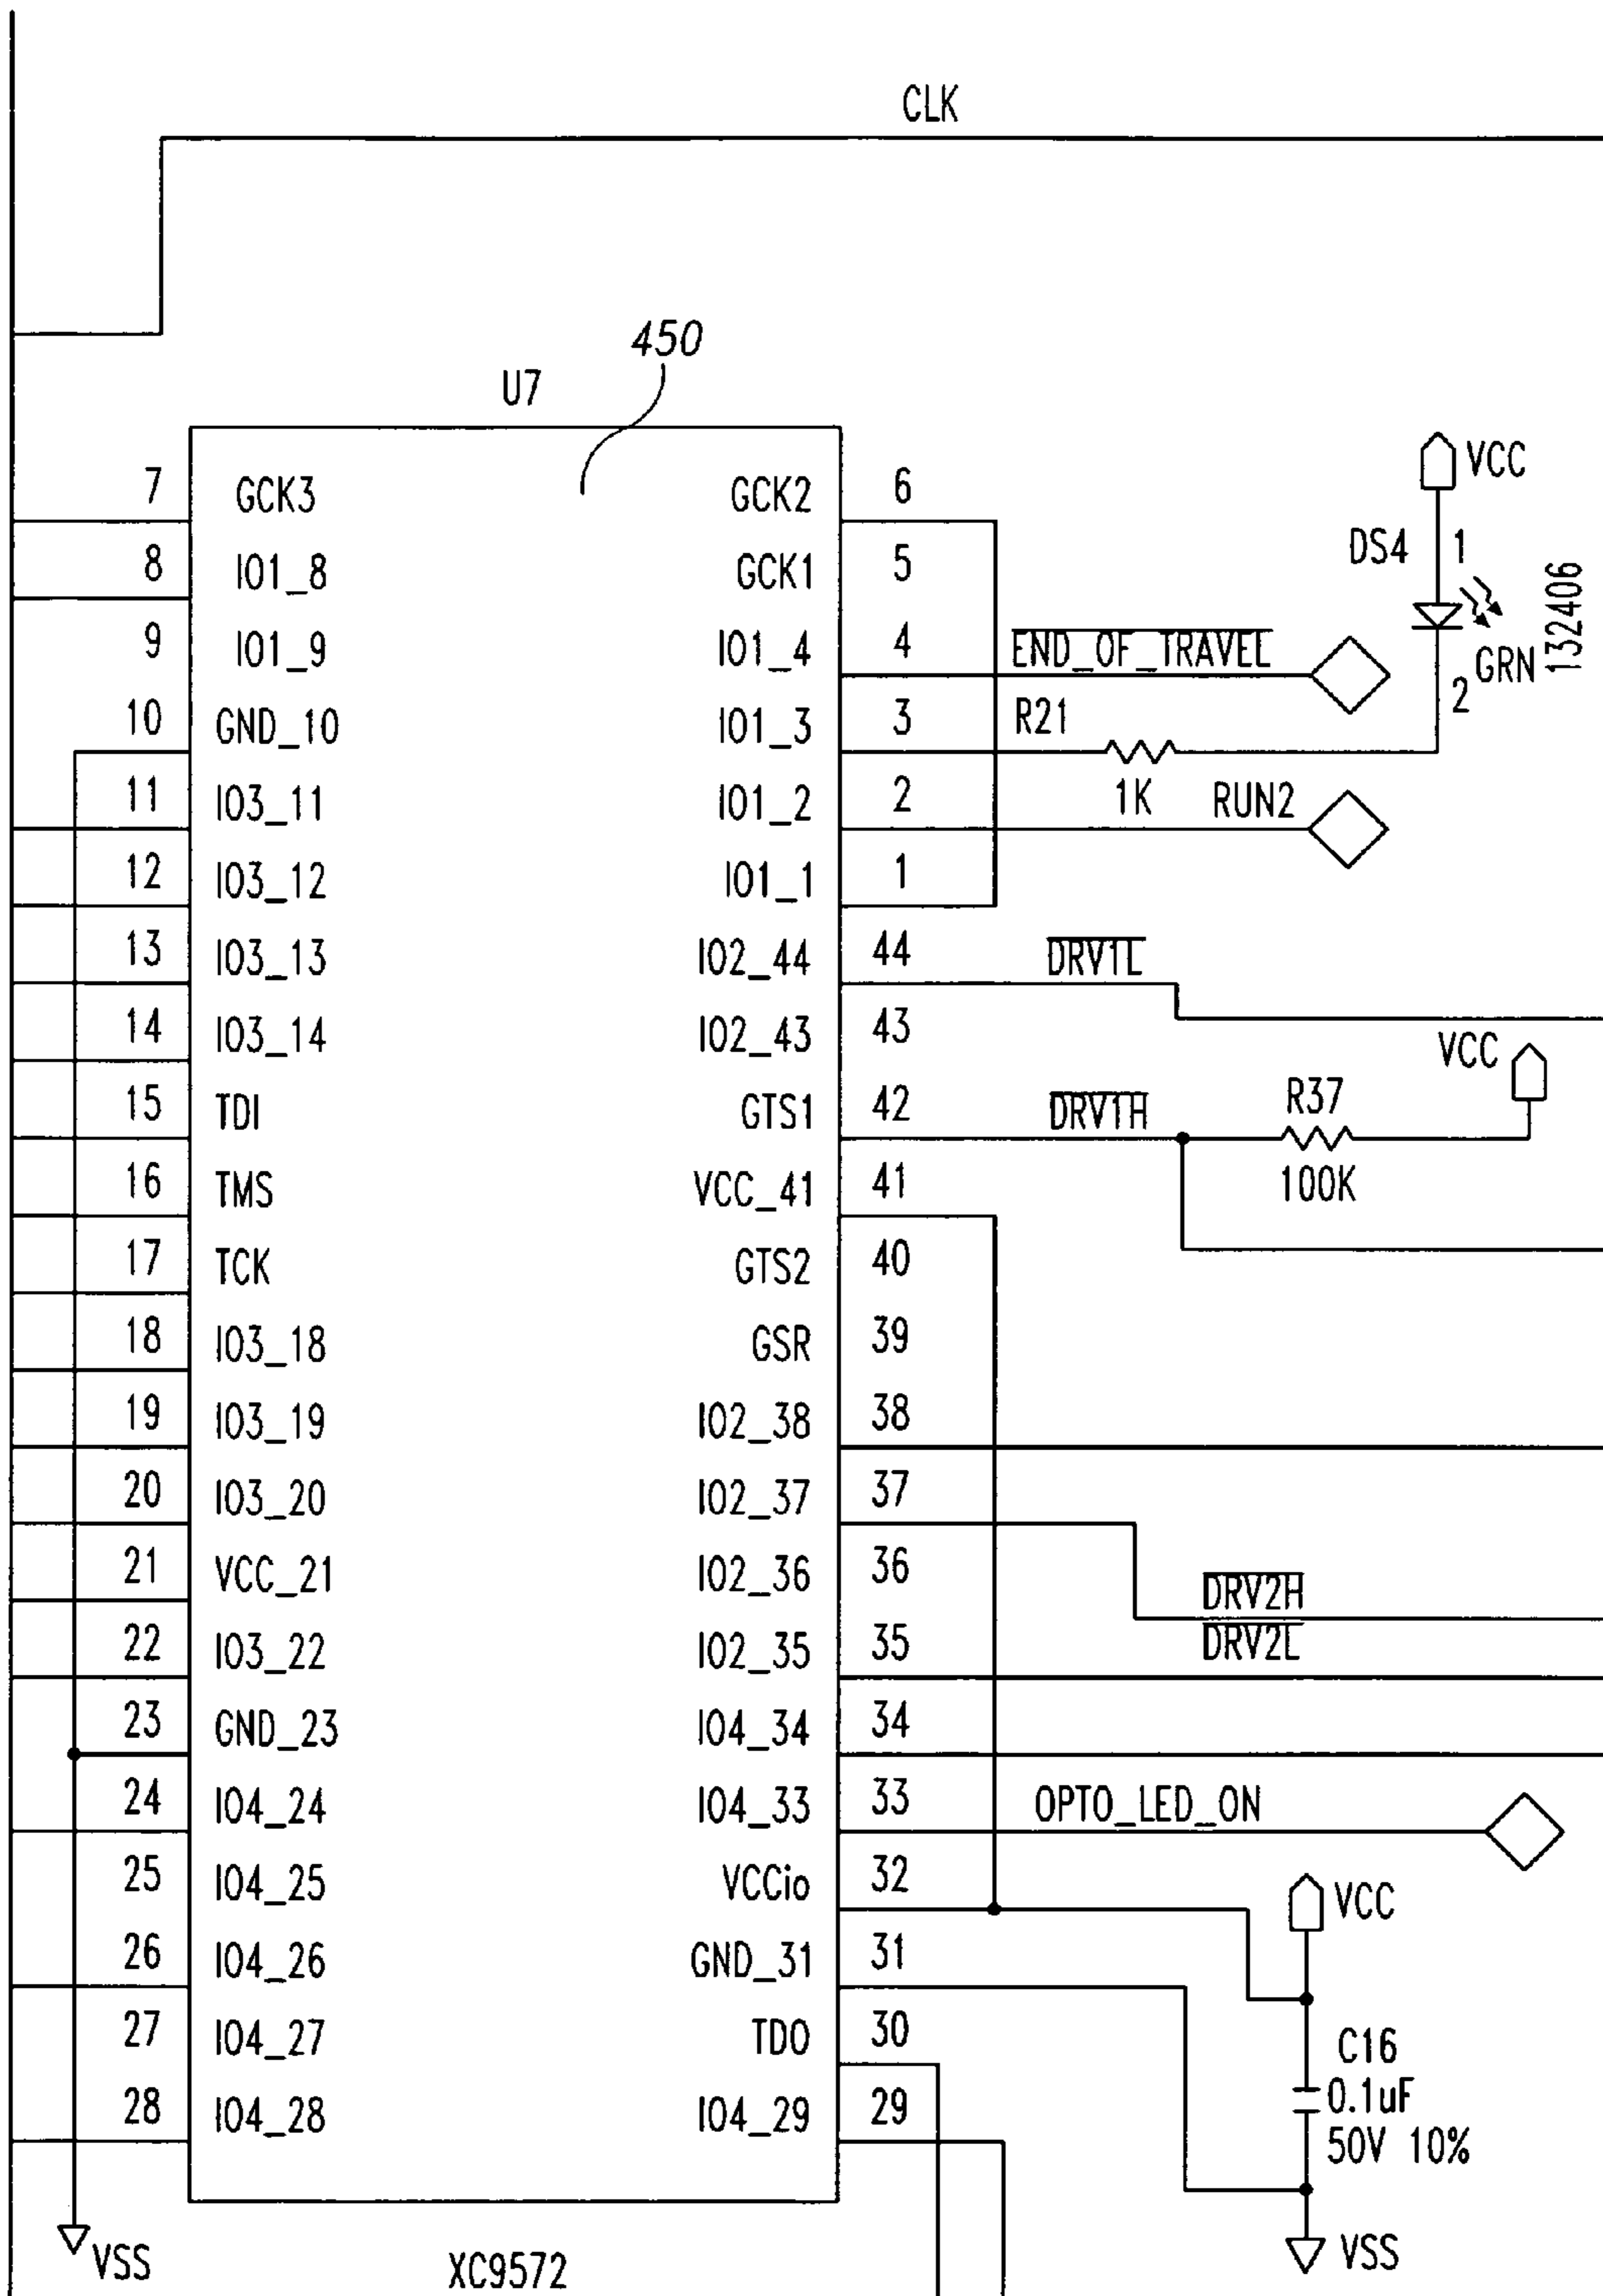 CLK
450
U7
7 GCK3 GCK2 6
8 IO1_8 GCK1 5
9 IO1_9 IO1_4 4 END_OF_TRAVEL
10 GND_10 IO1_3 3 R21 1K
11 IO3_11 IO1_2 2 RUN2
12 IO3_12 IO1_1 1
13 IO3_13 IO2_44 44 DRV1L
14 IO3_14 IO2_43 43
15 TDI GTS1 42 DRV1H R37 100K
16 TMS VCC_41 41
17 TCK GTS2 40
18 IO3_18 GSR 39
19 IO3_19 IO2_38 38
20 IO3_20 IO2_37 37
21 VCC_21 IO2_36 36 DRV2H
22 IO3_22 IO2_35 35 DRV2L
23 GND_23 IO4_34 34
24 IO4_24 IO4_33 33 OPTO_LED_ON
25 IO4_25 VCCio 32
26 IO4_26 GND_31 31
27 IO4_27 TDO 30
28 IO4_28 IO4_29 29
VSS
XC9572
VCC
DS4 1
GRN
2
132406
VCC
VCC
C16
0.1uF
50V 10%
VSS